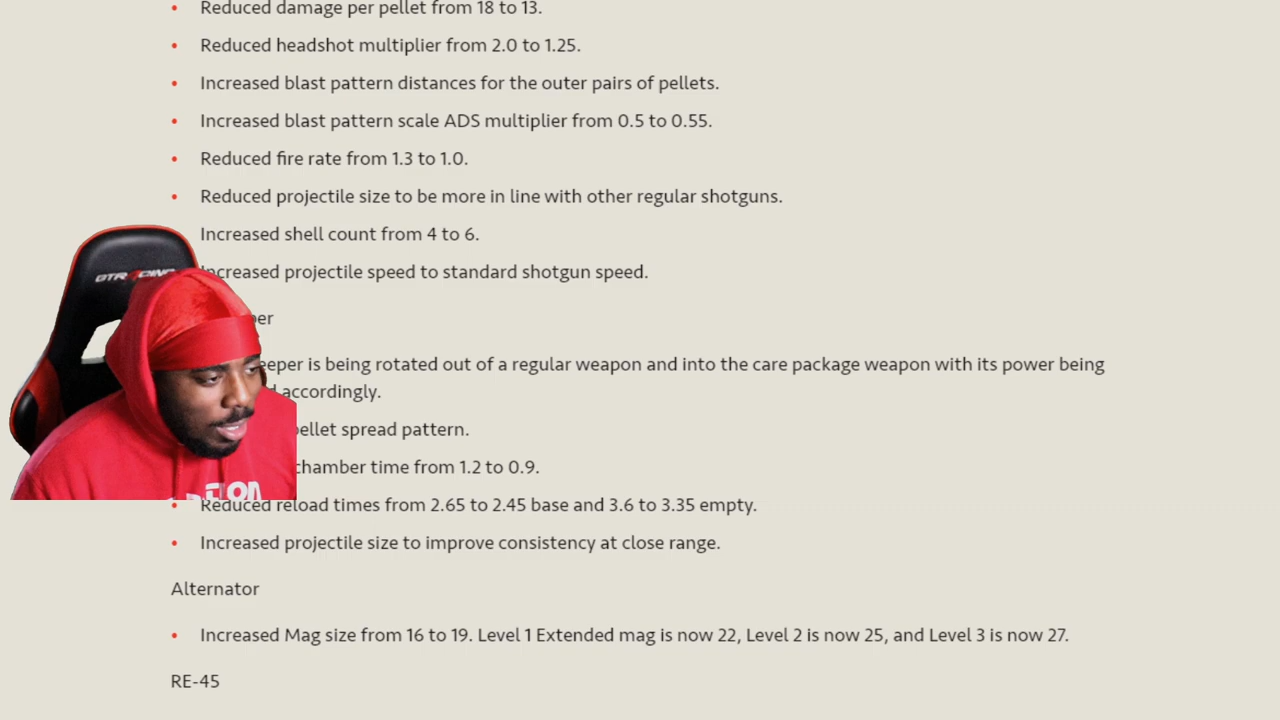 Reduced damage per pellet from 18 to 13.
Reduced headshot multiplier from 2.0 to 1.25.
Increased blast pattern distances for the outer pairs of pellets.
Increased blast pattern scale ADS multiplier from 0.5 to 0.55.
Reduced fire rate from 1.3 to 1.0.
Reduced projectile size to be more in line with other regular shotguns.
Increased shell count from 4 to 6.
Increased projectile speed to standard shotgun speed.
is being rotated out of a regular weapon and into the care package weapon with its power being
accordingly.
spread pattern.
chamber time from 1.2 to 0.9.
Reduced reload times from 2.65 to 2.45 base and 3.6 to 3.35 empty.
Increased projectile size to improve consistency at close range.
Alternator
Increased Mag size from 16 to 19. Level 1 Extended mag is now 22, Level 2 is now 25, and Level 3 is now 27.
RE-45